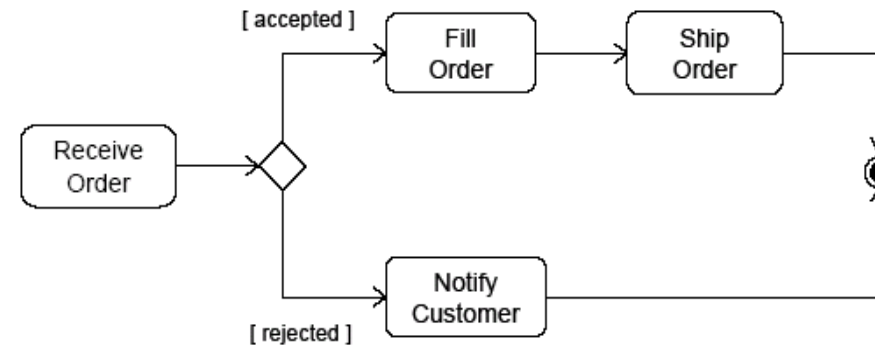 [ accepted ]
Fill
Order
Ship
Order
Receive
Order
Notify
Customer
[ rejected ]